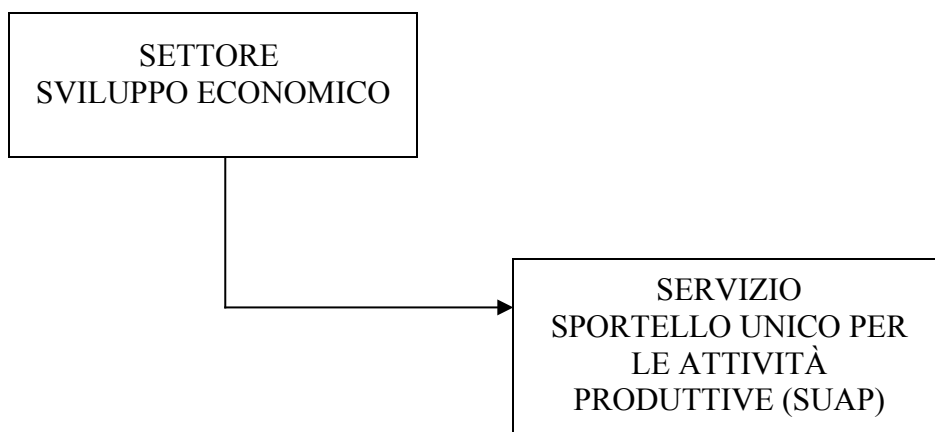 SETTORE
SVILUPPO ECONOMICO
SERVIZIO
SPORTELLO UNICO PER
LE ATTIVITÀ
PRODUTTIVE (SUAP)